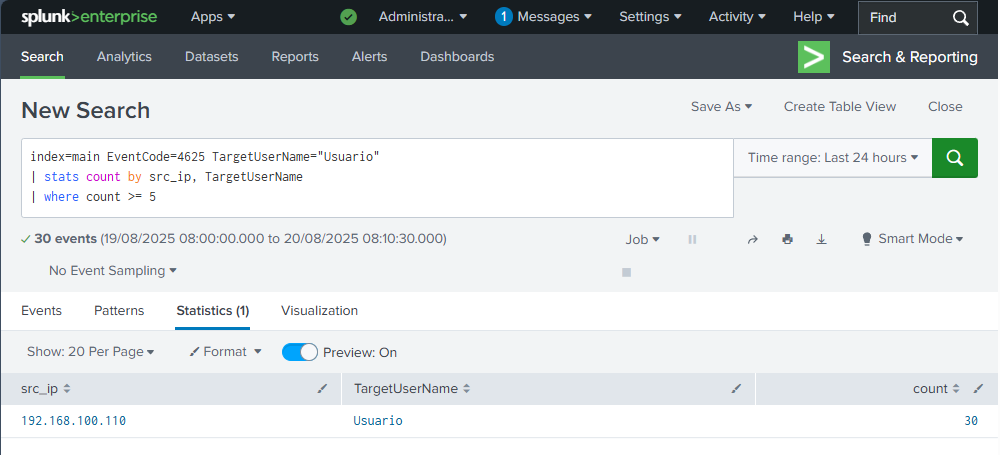 splunk>enterprise Apps Administra... 1 Messages Settings Activity Help Find
Search Analytics Datasets Reports Alerts Dashboards > Search & Reporting
New Search Save As Create Table View Close
index=main EventCode=4625 TargetUserName="Usuario" Time range: Last 24 hours
| stats count by src_ip, TargetUserName
| where count >= 5
30 events (19/08/2025 08:00:00.000 to 20/08/2025 08:10:30.000) Job Smart Mode
No Event Sampling
Events Patterns Statistics (1) Visualization
Show: 20 Per Page Format Preview: On
src_ip TargetUserName count
192.168.100.110 Usuario 30